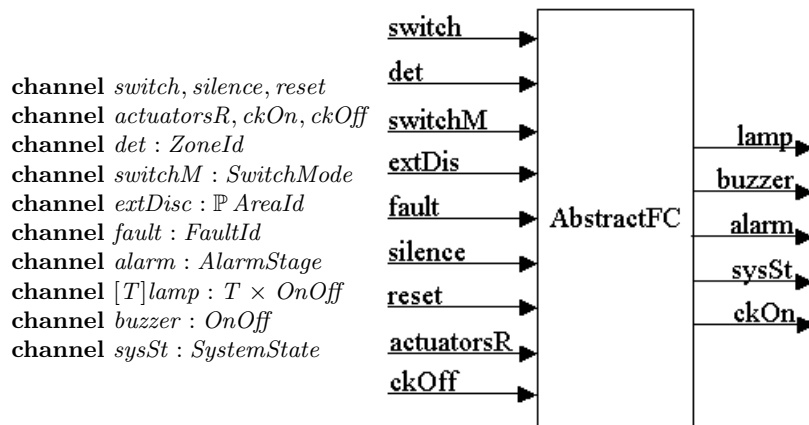 channel switch, silence, reset
channel actuatorsR, ckOn, ckOff
channel det : ZoneId
channel switchM : SwitchMode
channel extDisc : ℙ AreaId
channel fault : FaultId
channel alarm : AlarmStage
channel [T]lamp : T × OnOff
channel buzzer : OnOff
channel sysSt : SystemState
switch
det
switchM
extDis
fault
silence
reset
actuatorsR
ckOff
AbstractFC
lamp
buzzer
alarm
sysSt
ckOn